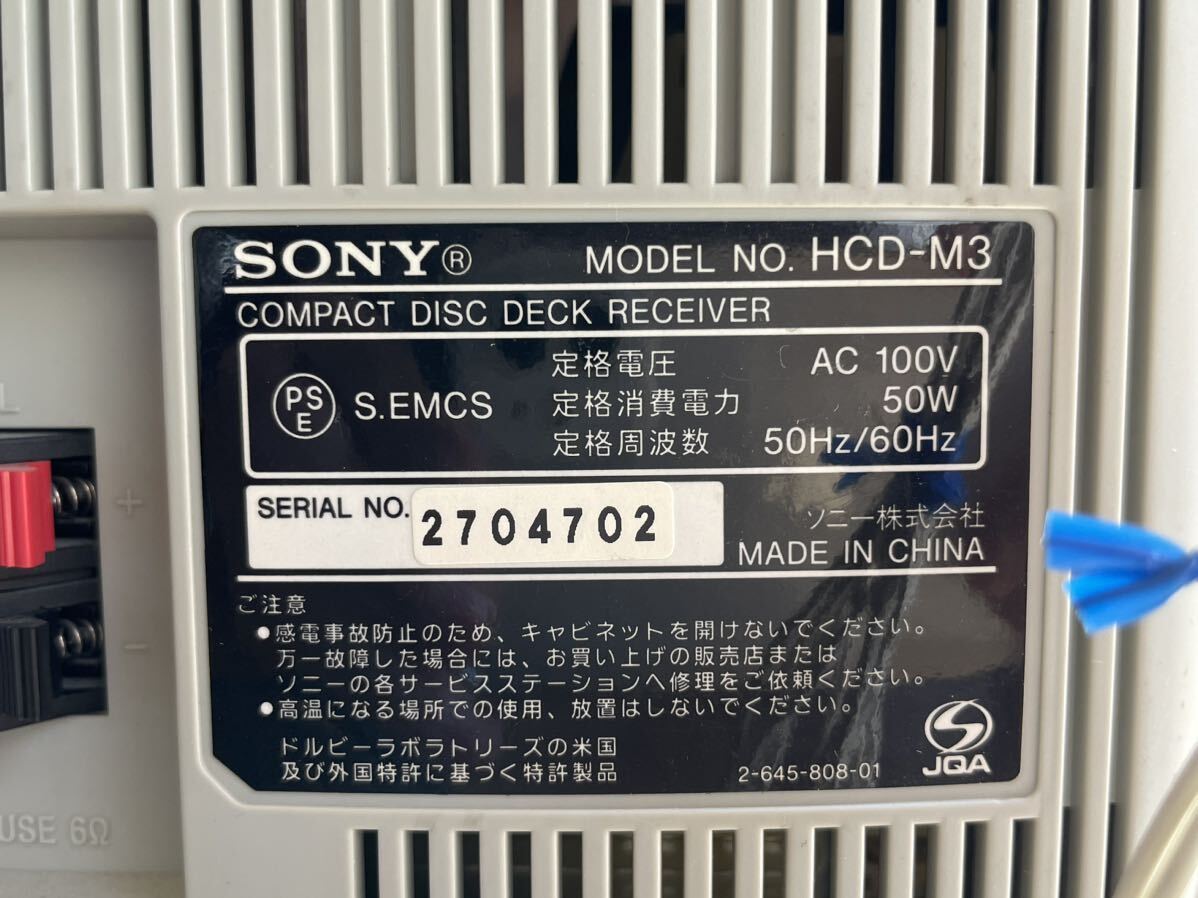 SONY® MODEL NO. HCD-M3
COMPACT DISC DECK RECEIVER
PSE S.EMCS
定格電圧 AC 100V
定格消費電力 50W
定格周波数 50Hz/60Hz
SERIAL NO. 2704702
ソニー株式会社
MADE IN CHINA
ご注意
●感電事故防止のため、キャビネットを開けないでください。
万一故障した場合には、お買い上げの販売店または
ソニーの各サービスステーションへ修理をご依頼ください。
●高温になる場所での使用、放置はしないでください。
ドルビーラボラトリーズの米国
及び外国特許に基づく特許製品
2-645-808-01
JQA
L
+
−
USE 6Ω